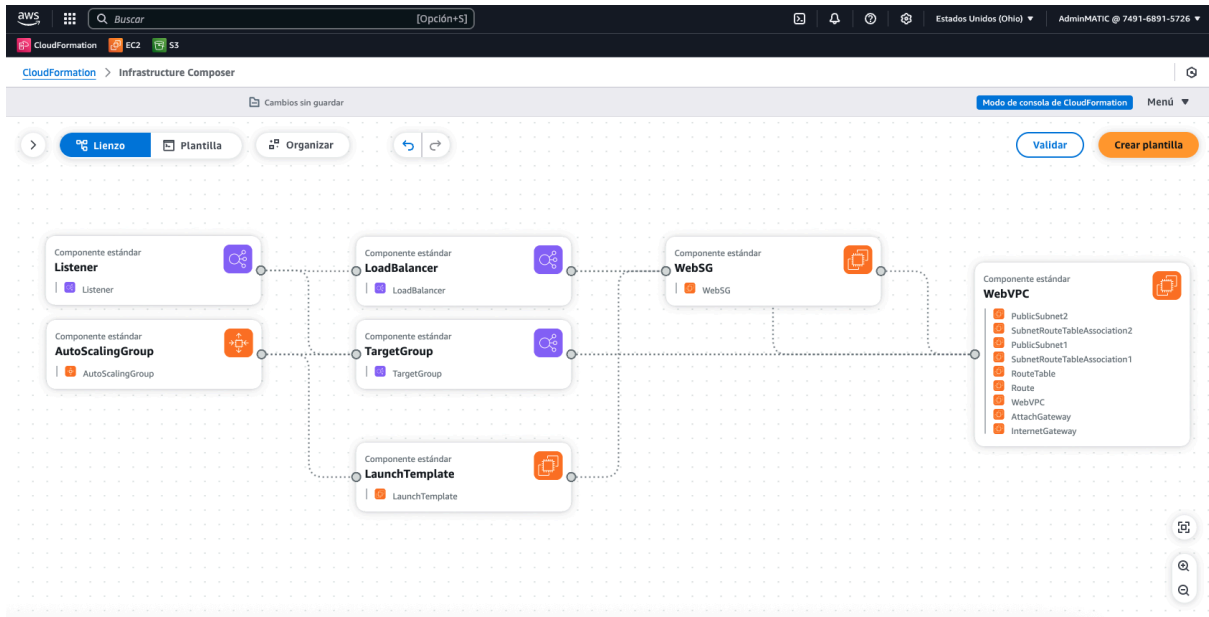 aws
Buscar [Opción+S] Estados Unidos (Ohio) ▼ AdminMATIC @ 7491-6891-5726 ▼
CloudFormation EC2 S3
CloudFormation > Infrastructure Composer
Cambios sin guardar Modo de consola de CloudFormation Menú ▼
Lienzo Plantilla Organizar Validar Crear plantilla
Componente estándar
Listener
Listener
Componente estándar
LoadBalancer
LoadBalancer
Componente estándar
WebSG
WebSG
Componente estándar
WebVPC
PublicSubnet2
SubnetRouteTableAssociation2
PublicSubnet1
SubnetRouteTableAssociation1
RouteTable
Route
WebVPC
AttachGateway
InternetGateway
Componente estándar
AutoScalingGroup
AutoScalingGroup
Componente estándar
TargetGroup
TargetGroup
Componente estándar
LaunchTemplate
LaunchTemplate